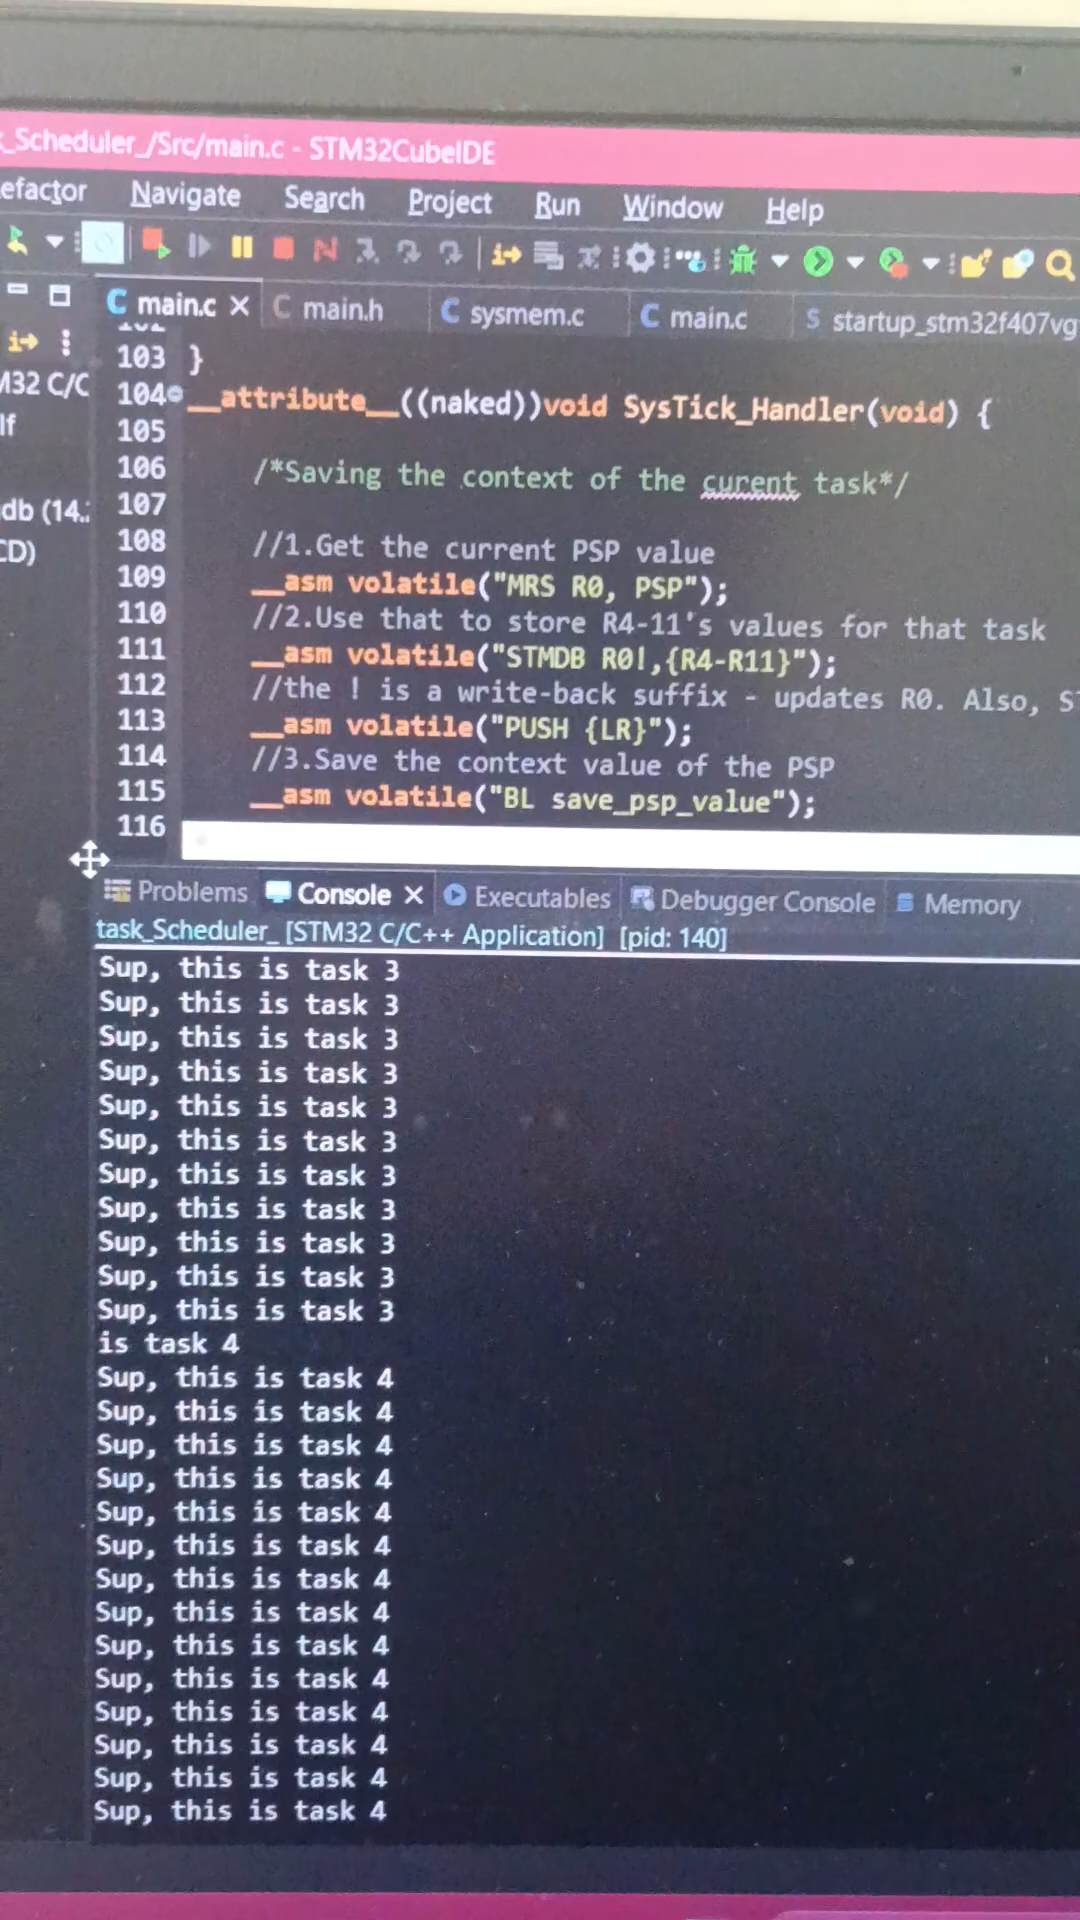 _Scheduler_/Src/main.c - STM32CubeIDE
efactor Navigate Search Project Run Window Help
main.c main.h sysmem.c main.c startup_stm32f407vg
103 }
104 __attribute__((naked))void SysTick_Handler(void) {
105
106 /*Saving the context of the curent task*/
107
108 //1.Get the current PSP value
109 __asm volatile("MRS R0, PSP");
110 //2.Use that to store R4-11's values for that task
111 __asm volatile("STMDB R0!,{R4-R11}");
112 //the ! is a write-back suffix - updates R0. Also, S
113 __asm volatile("PUSH {LR}");
114 //3.Save the context value of the PSP
115 __asm volatile("BL save_psp_value");
116
M32 C/C
lf
db (14.
CD)
Problems Console Executables Debugger Console Memory
task_Scheduler_ [STM32 C/C++ Application] [pid: 140]
Sup, this is task 3
Sup, this is task 3
Sup, this is task 3
Sup, this is task 3
Sup, this is task 3
Sup, this is task 3
Sup, this is task 3
Sup, this is task 3
Sup, this is task 3
Sup, this is task 3
Sup, this is task 3
is task 4
Sup, this is task 4
Sup, this is task 4
Sup, this is task 4
Sup, this is task 4
Sup, this is task 4
Sup, this is task 4
Sup, this is task 4
Sup, this is task 4
Sup, this is task 4
Sup, this is task 4
Sup, this is task 4
Sup, this is task 4
Sup, this is task 4
Sup, this is task 4